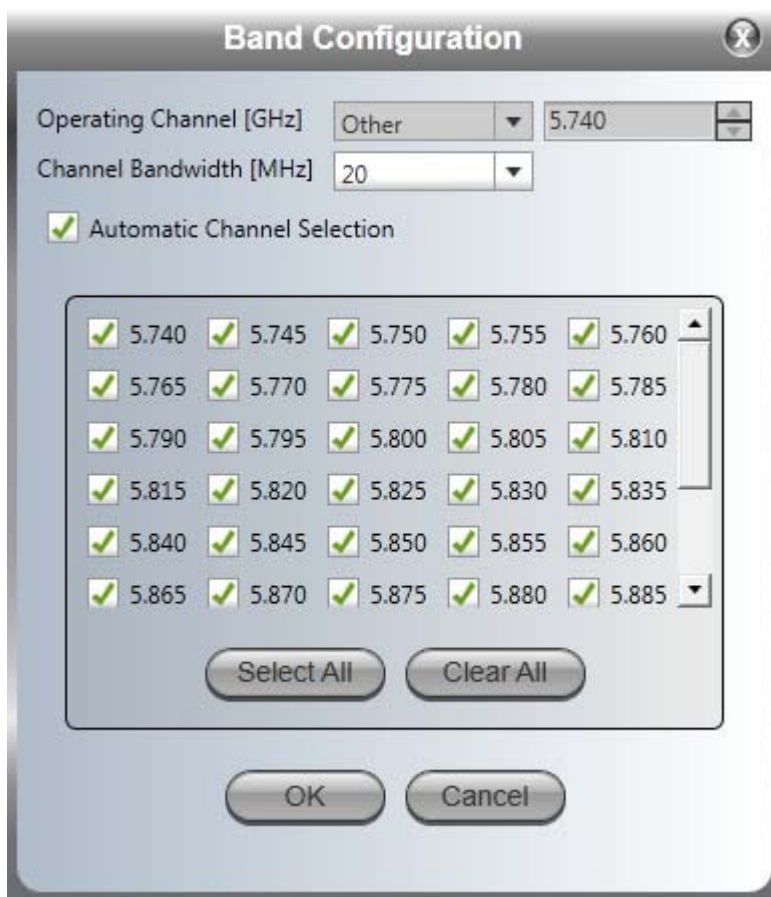 Band Configuration
X
Operating Channel [GHz] Other 5.740
Channel Bandwidth [MHz] 20
Automatic Channel Selection
5.740 5.745 5.750 5.755 5.760
5.765 5.770 5.775 5.780 5.785
5.790 5.795 5.800 5.805 5.810
5.815 5.820 5.825 5.830 5.835
5.840 5.845 5.850 5.855 5.860
5.865 5.870 5.875 5.880 5.885
Select All Clear All
OK Cancel